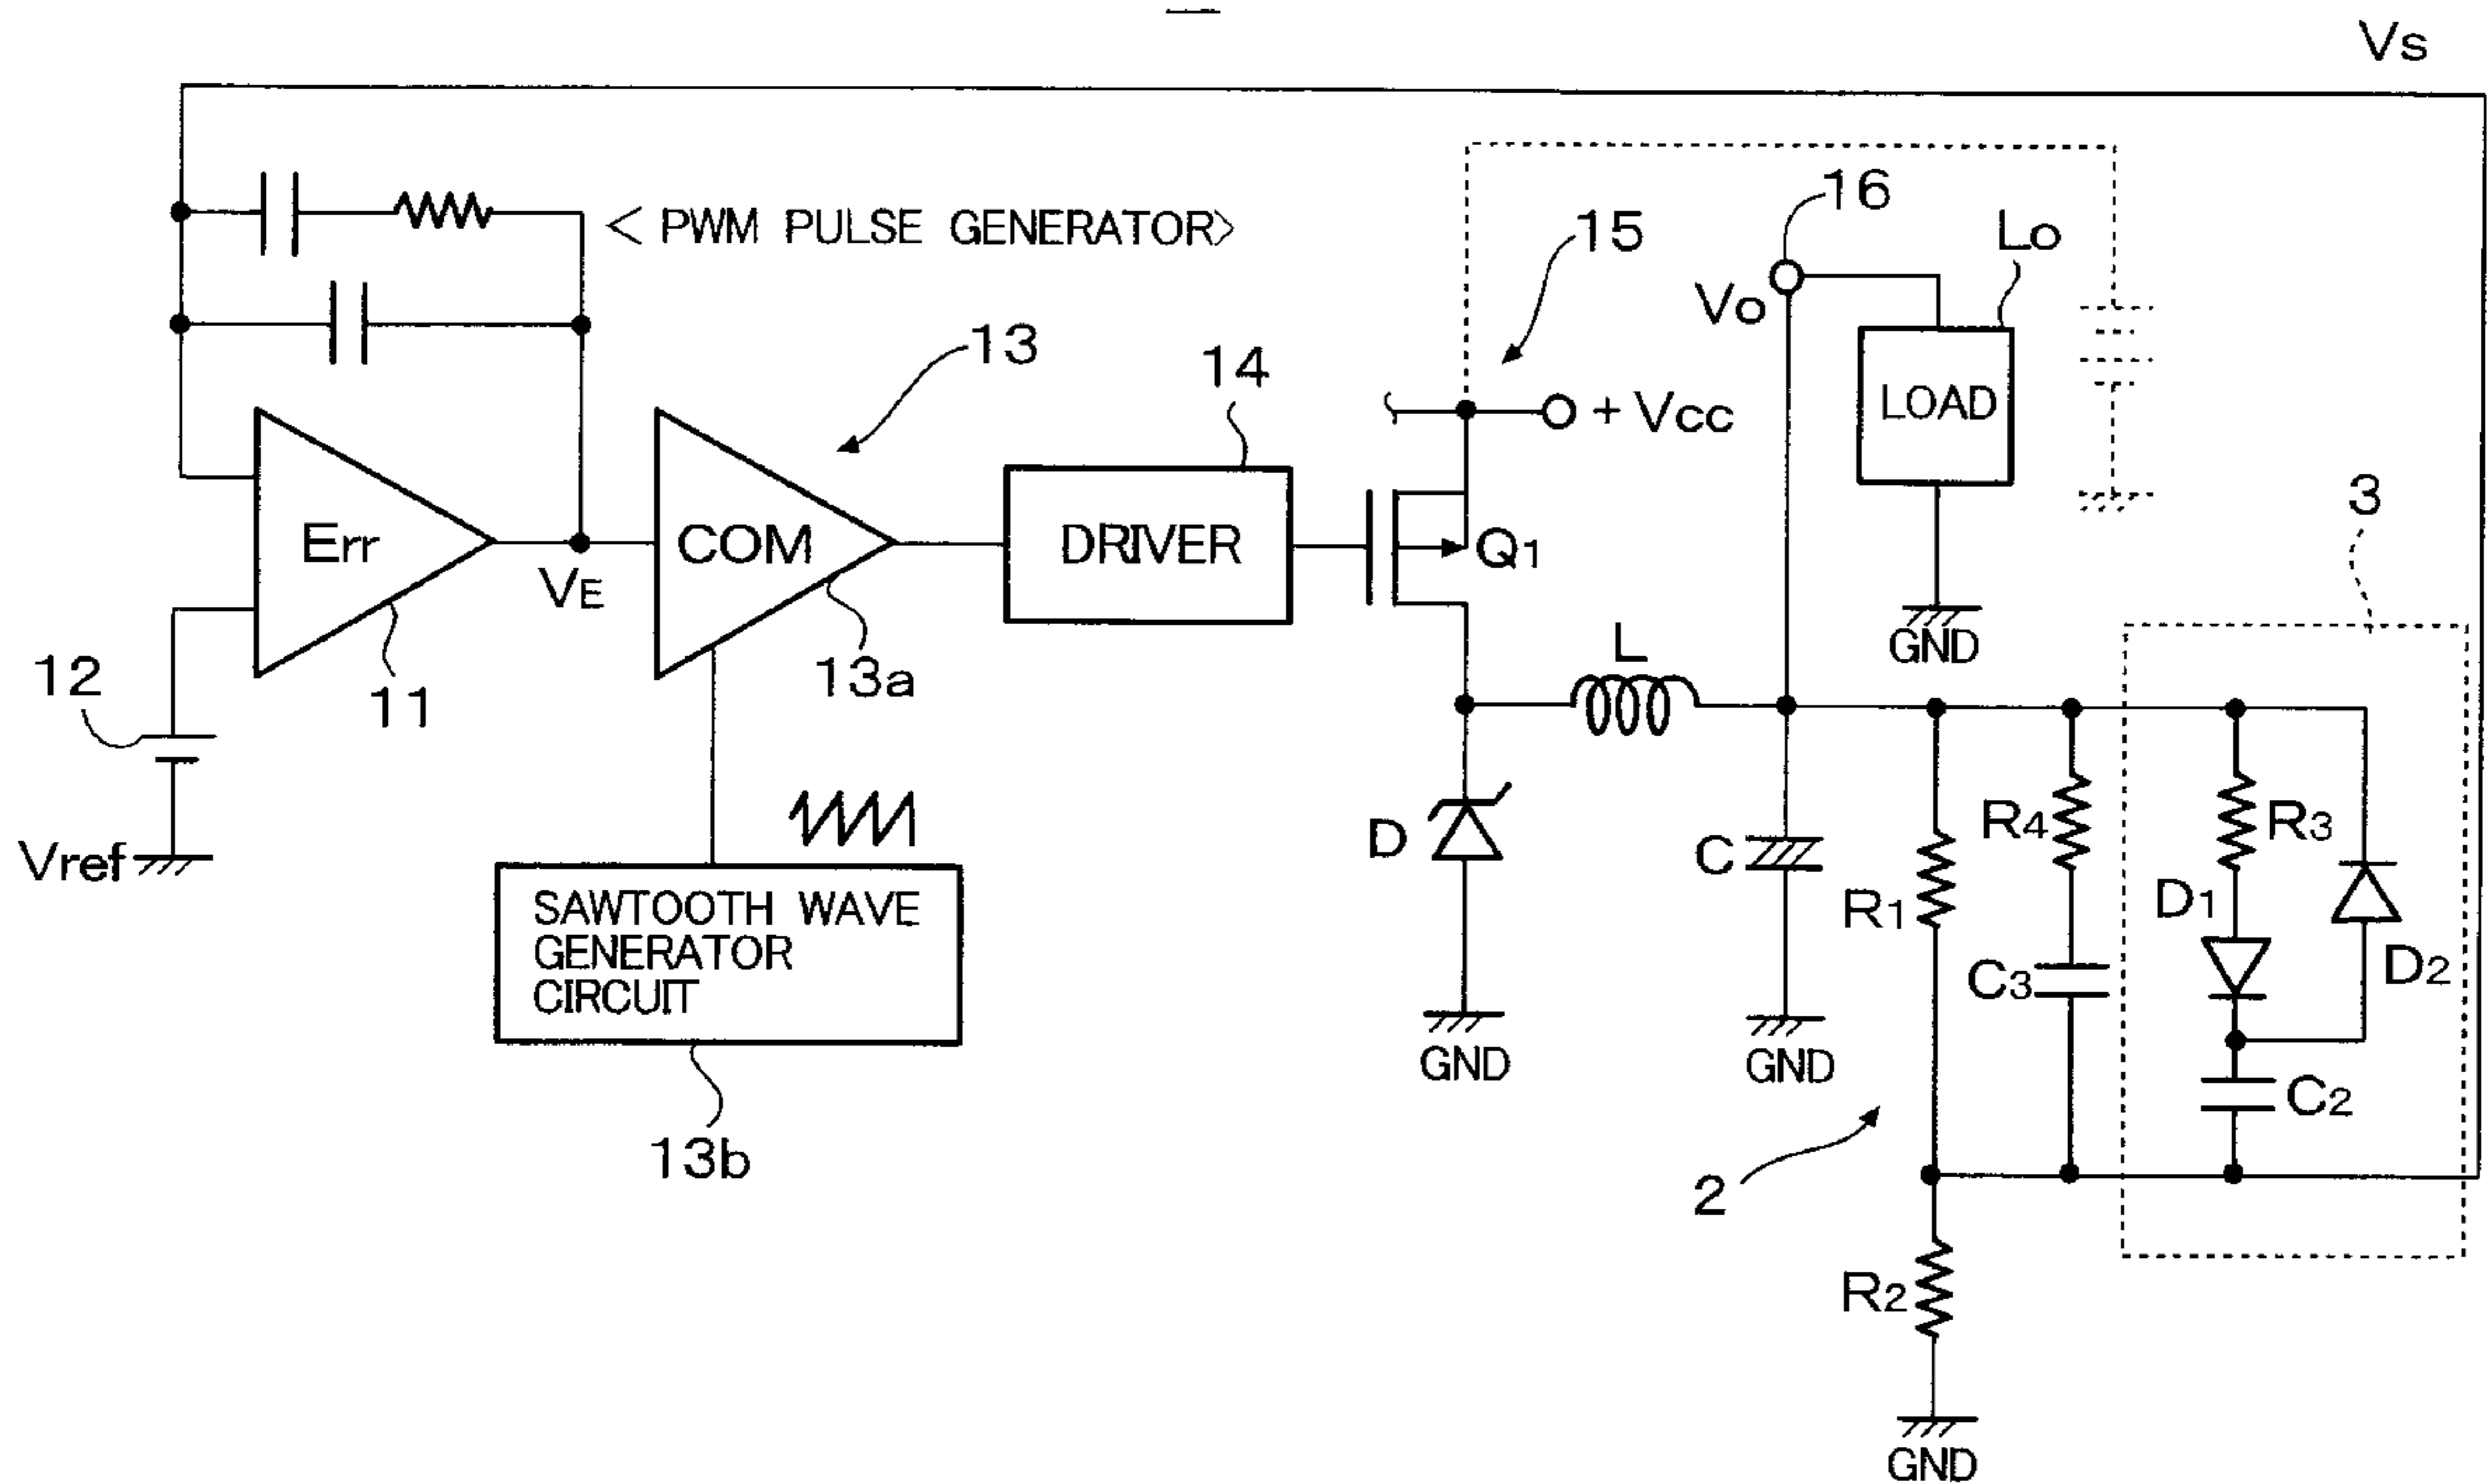 Vs
< PWM PULSE GENERATOR>
16
15
Lo
Vo
13
14
+ Vcc
LOAD
3
Err
VE
COM
DRIVER
Q1
GND
12
11
13a
L
Vref
D
C
R1
R4
R3
D1
SAWTOOTH WAVE
GENERATOR
CIRCUIT
C3
D2
GND
GND
C2
13b
2
R2
GND